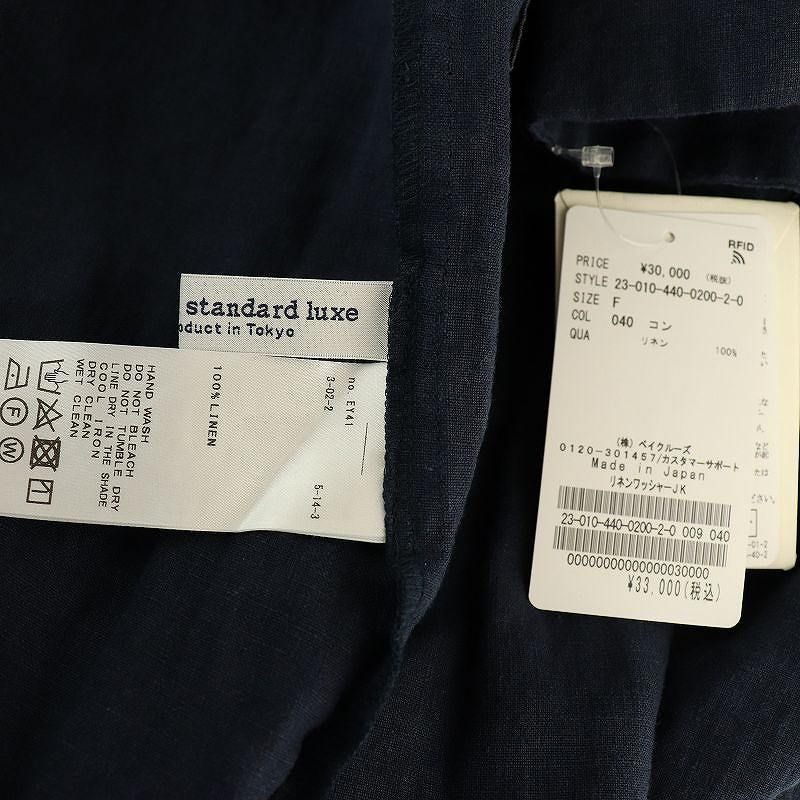 standard luxe
oduct in Tokyo
HAND WASH
DO NOT BLEACH
DO NOT TUMBLE DRY
LINE DRY IN THE SHADE
COOL IRON
DRY CLEAN
WET CLEAN
100% LINEN
3-02-2
no. EY41
5-14-3
F
W
RFID
PRICE ¥30,000 (税抜)
STYLE 23-010-440-0200-2-0
SIZE F
COL 040 コン
QUA リネン 100%
(株) ベイクルーズ
0120-301457/カスタマーサポート
Made in Japan
リネンワッシャーJK
23-010-440-0200-2-0 009 040
00000000000000030000
¥33,000(税込)